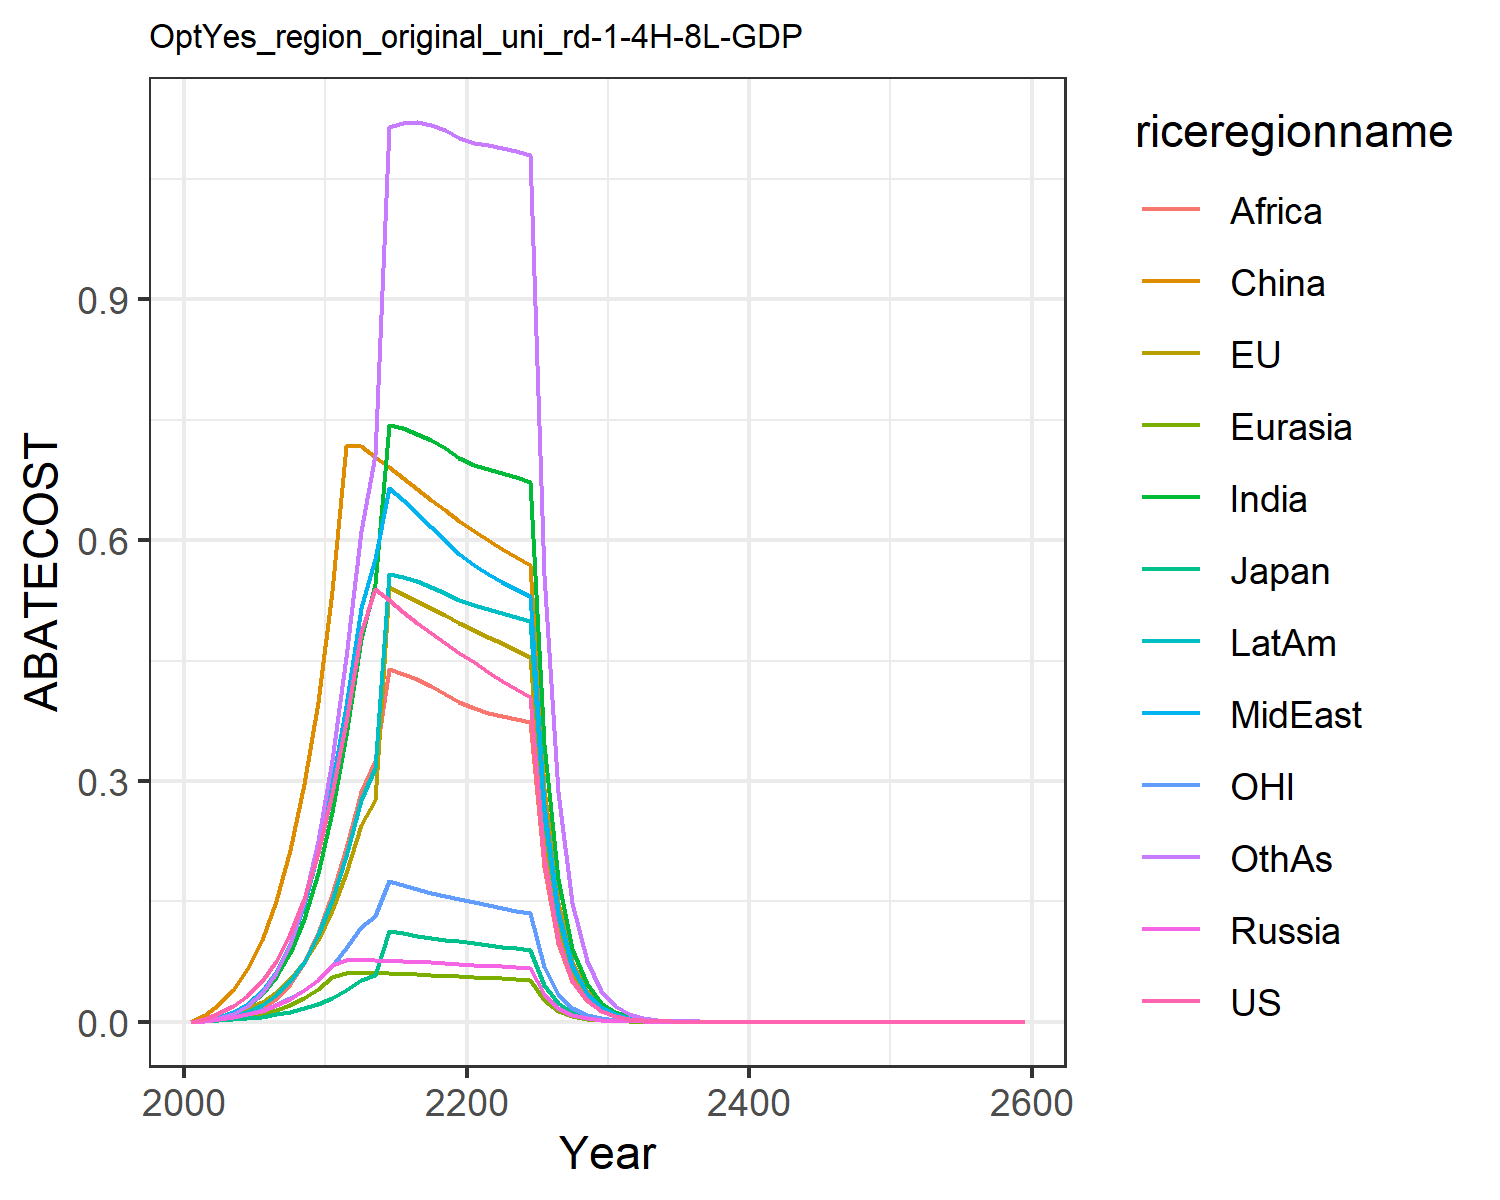 OptYes_region_original_uni_rd-1-4H-8L-GDP
ABATECOST
0.9
0.6
0.3
0.0
2000
2200
2400
2600
Year
riceregionname
Africa
China
EU
Eurasia
India
Japan
LatAm
MidEast
OHI
OthAs
Russia
US